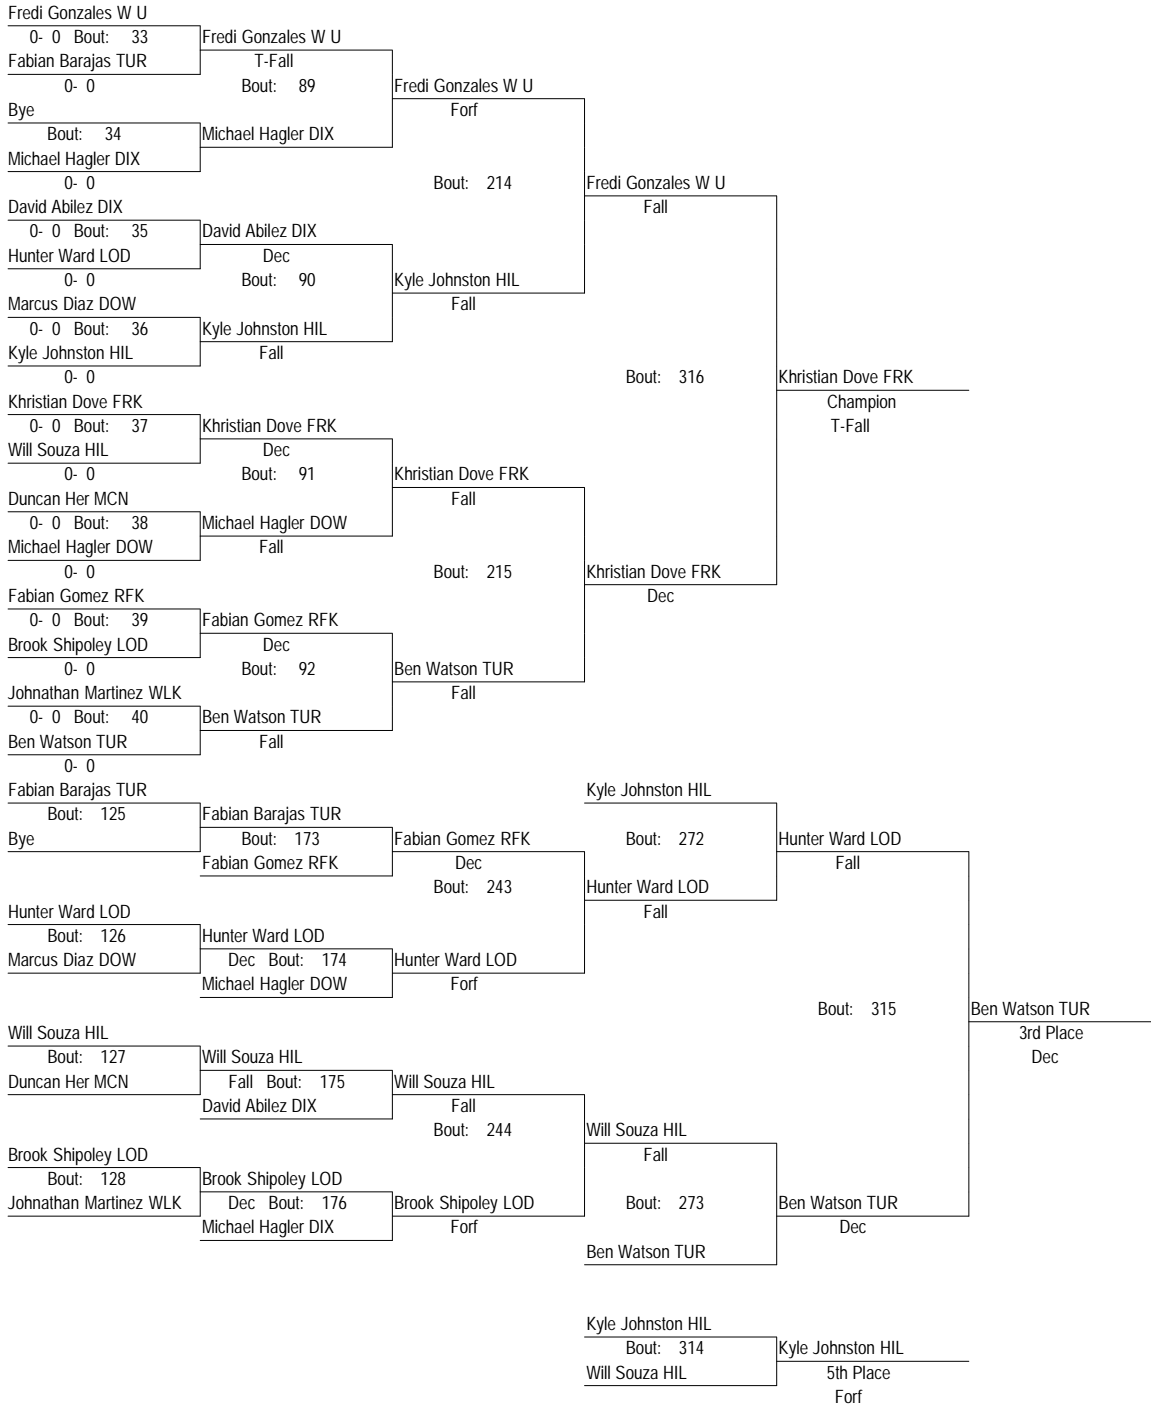 Fredi Gonzales W U
0- 0 Bout: 33 Fredi Gonzales W U
Fabian Barajas TUR T-Fall
0- 0 Bout: 89 Fredi Gonzales W U
Bye Forf
Bout: 34 Michael Hagler DIX
Michael Hagler DIX
0- 0 Bout: 214 Fredi Gonzales W U
David Abilez DIX Fall
0- 0 Bout: 35 David Abilez DIX
Hunter Ward LOD Dec
0- 0 Bout: 90 Kyle Johnston HIL
Marcus Diaz DOW Fall
0- 0 Bout: 36 Kyle Johnston HIL
Kyle Johnston HIL Fall
0- 0 Bout: 316 Khristian Dove FRK
Khristian Dove FRK Champion
0- 0 Bout: 37 Khristian Dove FRK T-Fall
Will Souza HIL Dec
0- 0 Bout: 91 Khristian Dove FRK
Duncan Her MCN Fall
0- 0 Bout: 38 Michael Hagler DOW
Michael Hagler DOW Fall
0- 0 Bout: 215 Khristian Dove FRK
Fabian Gomez RFK Dec
0- 0 Bout: 39 Fabian Gomez RFK
Brook Shipoley LOD Dec
0- 0 Bout: 92 Ben Watson TUR
Johnathan Martinez WLK Fall
0- 0 Bout: 40 Ben Watson TUR
Ben Watson TUR Fall
0- 0
Fabian Barajas TUR Kyle Johnston HIL
Bout: 125 Fabian Barajas TUR
Bye Bout: 173 Fabian Gomez RFK Bout: 272 Hunter Ward LOD
Fabian Gomez RFK Dec Fall
Bout: 243 Hunter Ward LOD
Hunter Ward LOD Fall
Bout: 126 Hunter Ward LOD
Marcus Diaz DOW Dec Bout: 174 Hunter Ward LOD
Michael Hagler DOW Forf
Bout: 315 Ben Watson TUR
Will Souza HIL 3rd Place
Bout: 127 Will Souza HIL Dec
Duncan Her MCN Fall Bout: 175 Will Souza HIL
David Abilez DIX Fall
Bout: 244 Will Souza HIL
Brook Shipoley LOD Fall
Bout: 128 Brook Shipoley LOD
Johnathan Martinez WLK Dec Bout: 176 Brook Shipoley LOD Bout: 273 Ben Watson TUR
Michael Hagler DIX Forf Dec
Ben Watson TUR
Kyle Johnston HIL
Bout: 314 Kyle Johnston HIL
Will Souza HIL 5th Place
Forf